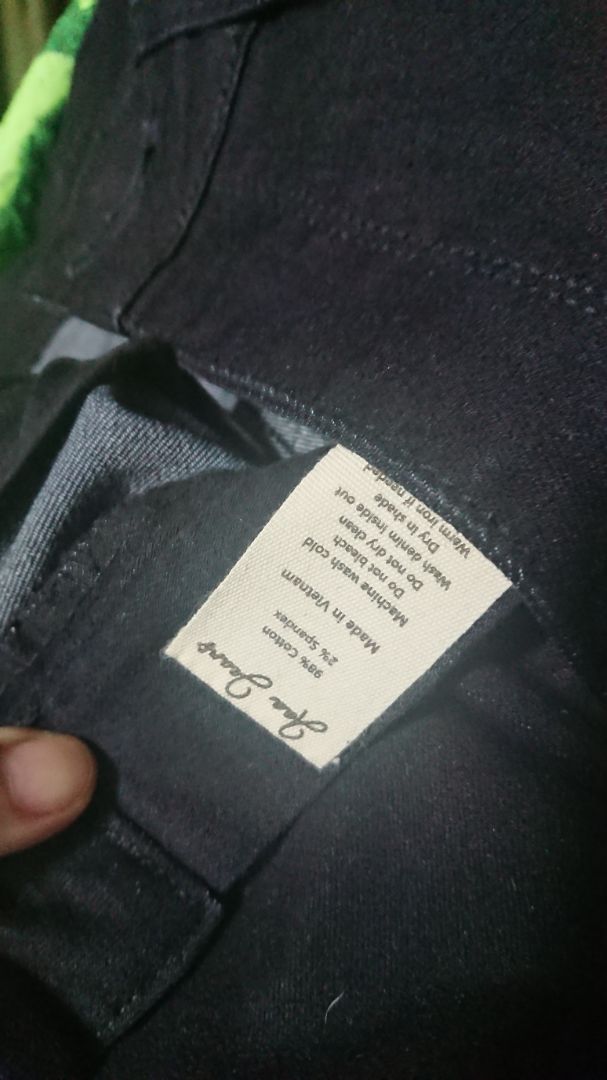 Jeans
98% Cotton
2% Spandex
Made in Vietnam
Machine wash cold
Do not bleach
Do not dry clean
Wash denim inside out
Dry in shade
Warm iron if needed